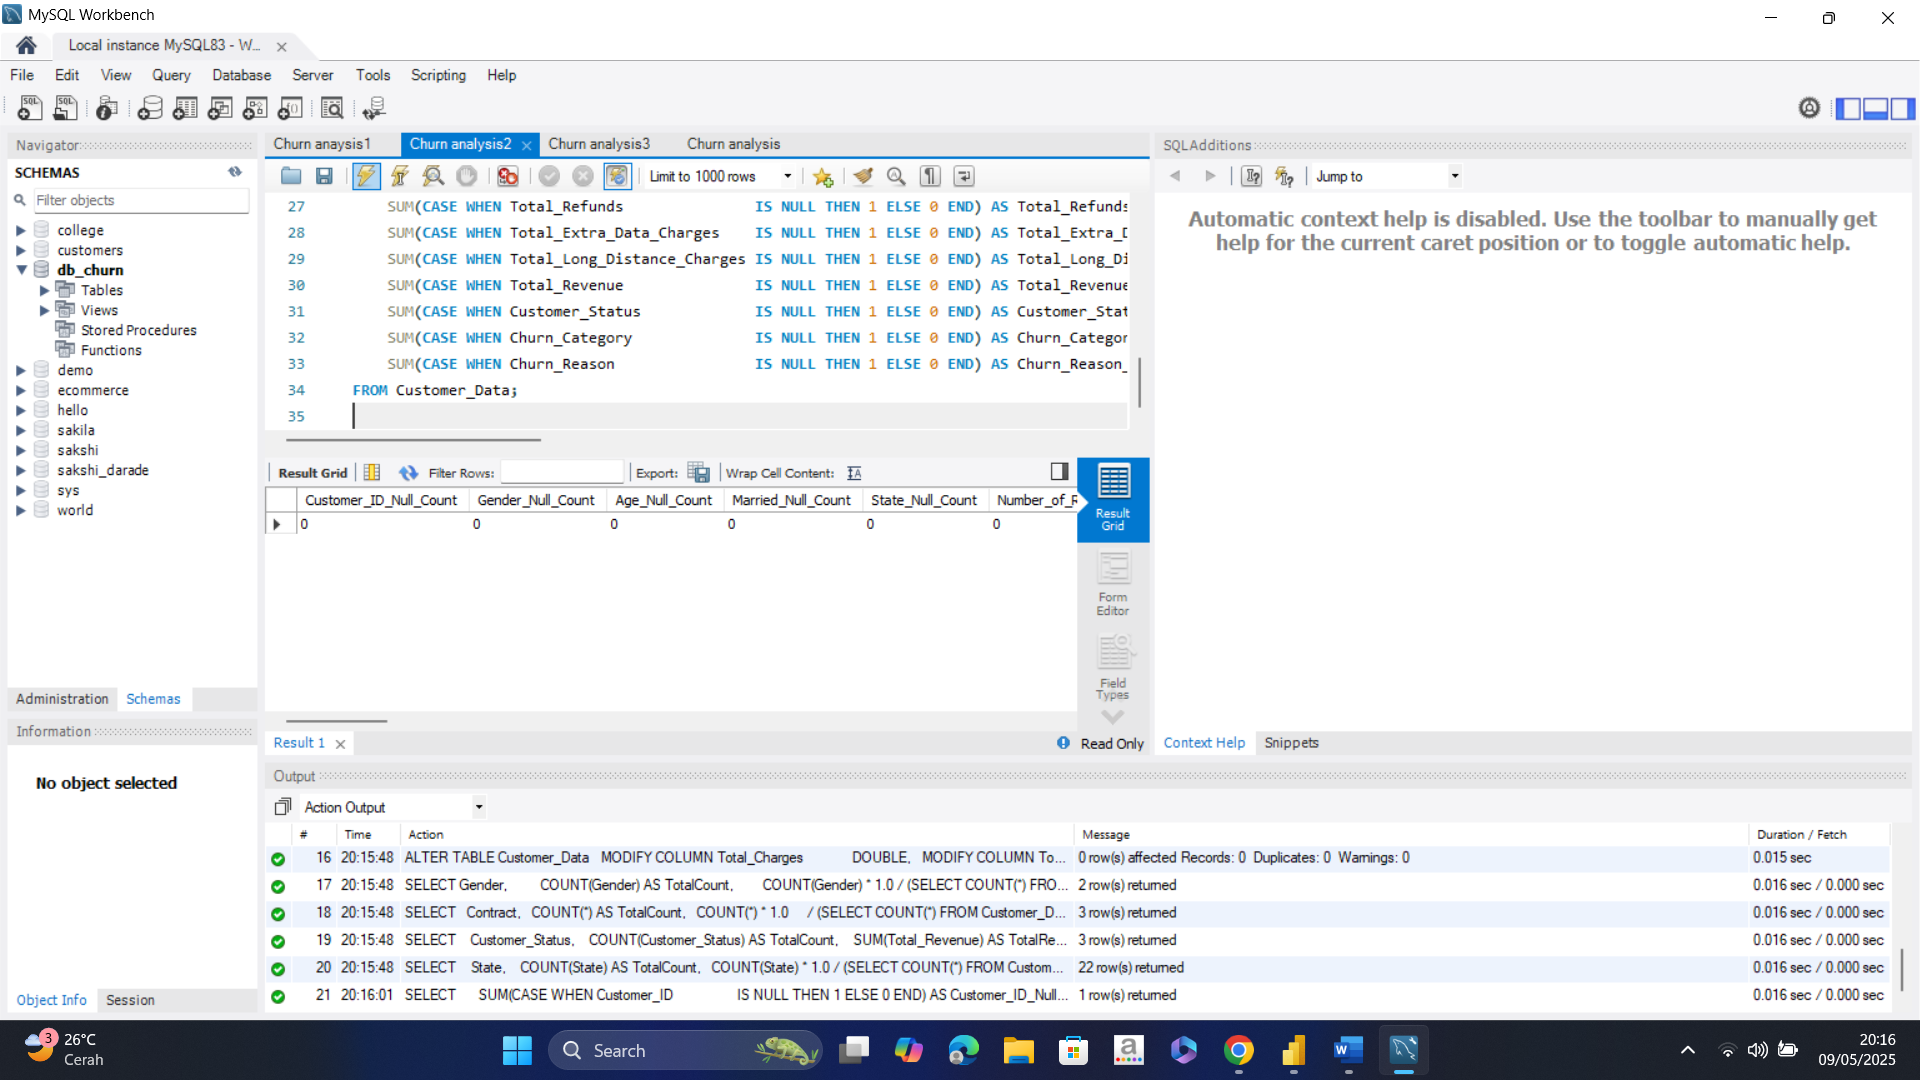 MySQL Workbench
Local instance MySQL83 - W...
File Edit View Query Database Server Tools Scripting Help
Navigator
SCHEMAS
Filter objects
college
customers
db_churn
Tables
Views
Stored Procedures
Functions
demo
ecommerce
hello
sakila
sakshi
sakshi_darade
sys
world
Administration Schemas
Information
No object selected
Object Info Session
Churn anaysis1 Churn analysis2 Churn analysis3 Churn analysis
Limit to 1000 rows
27 SUM(CASE WHEN Total_Refunds IS NULL THEN 1 ELSE 0 END) AS Total_Refunds
28 SUM(CASE WHEN Total_Extra_Data_Charges IS NULL THEN 1 ELSE 0 END) AS Total_Extra_D
29 SUM(CASE WHEN Total_Long_Distance_Charges IS NULL THEN 1 ELSE 0 END) AS Total_Long_Di
30 SUM(CASE WHEN Total_Revenue IS NULL THEN 1 ELSE 0 END) AS Total_Revenue
31 SUM(CASE WHEN Customer_Status IS NULL THEN 1 ELSE 0 END) AS Customer_Stat
32 SUM(CASE WHEN Churn_Category IS NULL THEN 1 ELSE 0 END) AS Churn_Categor
33 SUM(CASE WHEN Churn_Reason IS NULL THEN 1 ELSE 0 END) AS Churn_Reason_
34 FROM Customer_Data;
35
Result Grid Filter Rows: Export: Wrap Cell Content:
Customer_ID_Null_Count Gender_Null_Count Age_Null_Count Married_Null_Count State_Null_Count Number_of_R
0 0 0 0 0 0
Result Grid
Form Editor
Field Types
Result 1
Read Only
SQLAdditions
Jump to
Automatic context help is disabled. Use the toolbar to manually get
help for the current caret position or to toggle automatic help.
Context Help Snippets
Output
Action Output
# Time Action Message Duration / Fetch
16 20:15:48 ALTER TABLE Customer_Data MODIFY COLUMN Total_Charges DOUBLE, MODIFY COLUMN To... 0 row(s) affected Records: 0 Duplicates: 0 Warnings: 0 0.015 sec
17 20:15:48 SELECT Gender, COUNT(Gender) AS TotalCount, COUNT(Gender) * 1.0 / (SELECT COUNT(*) FRO... 2 row(s) returned 0.016 sec / 0.000 sec
18 20:15:48 SELECT Contract, COUNT(*) AS TotalCount, COUNT(*) * 1.0 / (SELECT COUNT(*) FROM Customer_D... 3 row(s) returned 0.016 sec / 0.000 sec
19 20:15:48 SELECT Customer_Status, COUNT(Customer_Status) AS TotalCount, SUM(Total_Revenue) AS TotalRe... 3 row(s) returned 0.016 sec / 0.000 sec
20 20:15:48 SELECT State, COUNT(State) AS TotalCount, COUNT(State) * 1.0 / (SELECT COUNT(*) FROM Custom... 22 row(s) returned 0.016 sec / 0.000 sec
21 20:16:01 SELECT SUM(CASE WHEN Customer_ID IS NULL THEN 1 ELSE 0 END) AS Customer_ID_Null... 1 row(s) returned 0.016 sec / 0.000 sec
3
26°C
Cerah
Search
20:16
09/05/2025